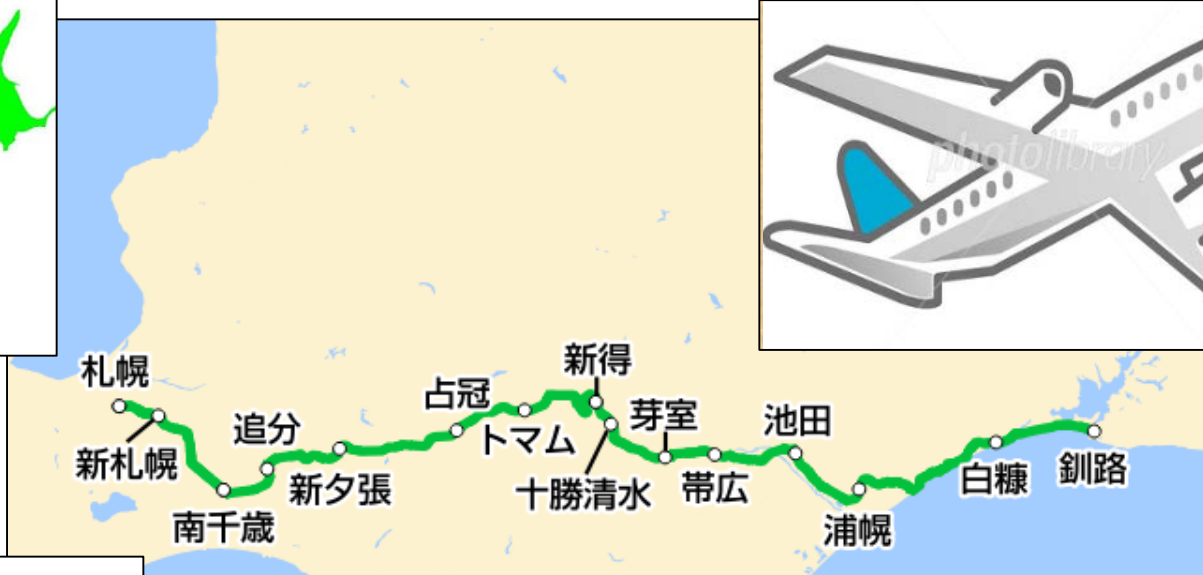 photolibrary
札幌
新札幌
南千歳
追分
新夕張
占冠
トマム
新得
十勝清水
芽室
帯広
池田
浦幌
白糠
釧路